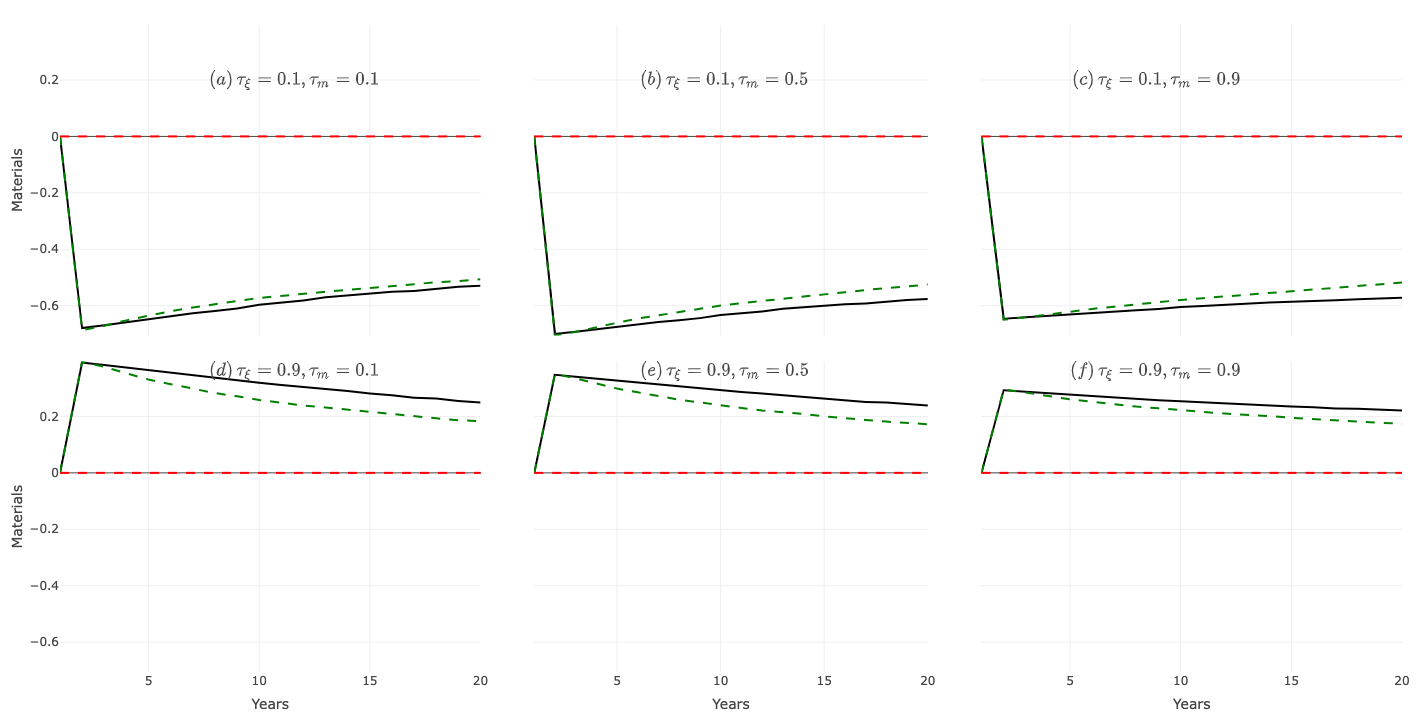 (a) τ_ξ = 0.1, τ_m = 0.1
(b) τ_ξ = 0.1, τ_m = 0.5
(c) τ_ξ = 0.1, τ_m = 0.9
0.2
0
−0.2
−0.4
−0.6
Materials
(d) τ_ξ = 0.9, τ_m = 0.1
(e) τ_ξ = 0.9, τ_m = 0.5
(f) τ_ξ = 0.9, τ_m = 0.9
0.2
0
−0.2
−0.4
−0.6
Materials
5 10 15 20
5 10 15 20
5 10 15 20
Years
Years
Years